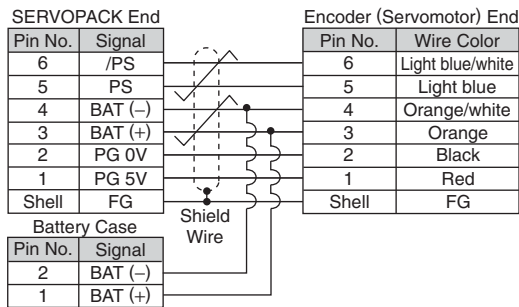 SERVOPACK End
Encoder (Servomotor) End
Pin No. Signal
Pin No. Wire Color
6 /PS
6 Light blue/white
5 PS
5 Light blue
4 BAT (–)
4 Orange/white
3 BAT (+)
3 Orange
2 PG 0V
2 Black
1 PG 5V
1 Red
Shell FG
Shell FG
Shield
Wire
Battery Case
Pin No. Signal
2 BAT (–)
1 BAT (+)